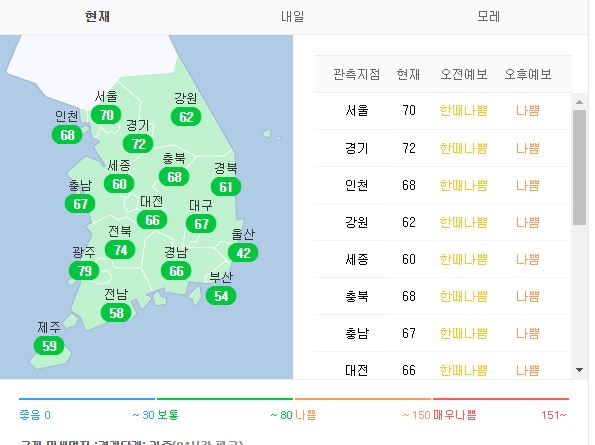 현재 내일 모레
서울 70
강원 62
인천 68
경기 72
충북 68
세종 60
경북 61
충남 67
대전 66
대구 67
울산 42
전북 74
광주 79
경남 66
부산 54
전남 58
제주 59
관측지점 현재 오전예보 오후예보
서울 70 한때나쁨 나쁨
경기 72 한때나쁨 나쁨
인천 68 한때나쁨 나쁨
강원 62 한때나쁨 나쁨
세종 60 한때나쁨 나쁨
충북 68 한때나쁨 나쁨
충남 67 한때나쁨 나쁨
대전 66 한때나쁨 나쁨
좋음 0 ~ 30 보통 ~ 80 나쁨 ~ 150 매우나쁨 151~